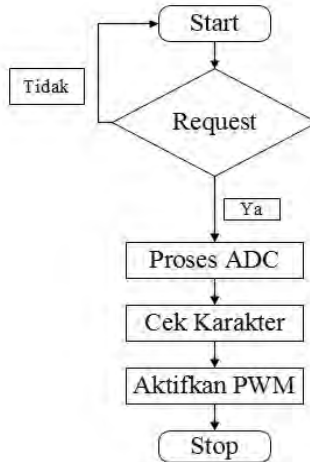 Start
Tidak
Request
Ya
Proses ADC
Cek Karakter
Aktifkan PWM
Stop